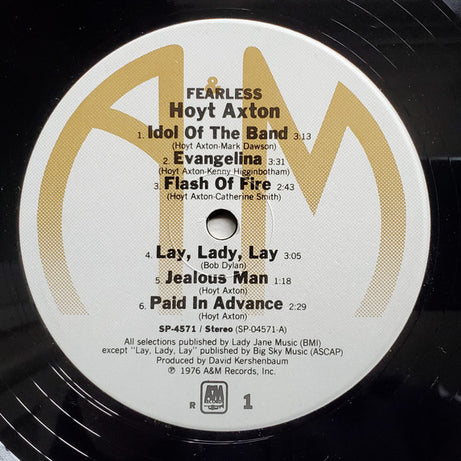 A&M
FEARLESS
Hoyt Axton
1. Idol Of The Band 3:13
(Hoyt Axton-Mark Dawson)
2. Evangelina 3:31
(Hoyt Axton-Kenny Higginbotham)
3. Flash Of Fire 2:43
(Hoyt Axton-Catherine Smith)
4. Lay, Lady, Lay 3:05
(Bob Dylan)
5. Jealous Man 1:18
(Hoyt Axton)
6. Paid In Advance 2:29
(Hoyt Axton)
SP-4571 / Stereo (SP-04571-A)
All selections published by Lady Jane Music (BMI)
except "Lay, Lady, Lay" published by Big Sky Music (ASCAP)
Produced by David Kershenbaum
℗ 1976 A&M Records, Inc.
R A&M RECORDS 1